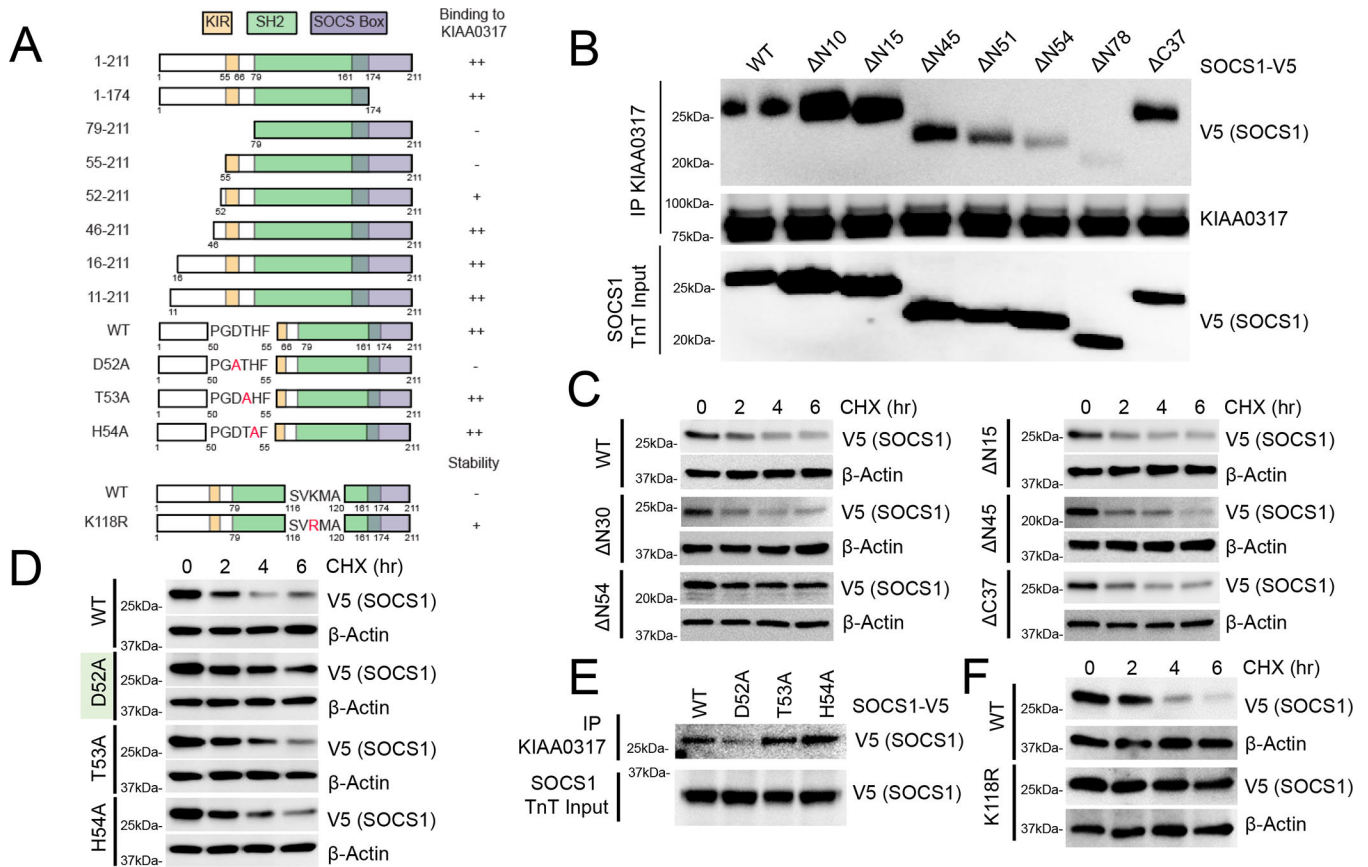 A
KIR SH2 SOCS Box
Binding to
KIAA0317
1-211 ++
1 55 66 79 161 174 211
1-174 ++
1 174
79-211 -
79 211
55-211 -
55 211
52-211 +
52 211
46-211 ++
46 211
16-211 ++
16 211
11-211 ++
11 211
WT PGDTHF ++
1 50 55 66 79 161 174 211
D52A PGATHF -
1 50 55 211
T53A PGDAHF ++
1 50 55 211
H54A PGDTAF ++
1 50 55 211
Stability
WT SVKMA -
1 79 116 120 161 174 211
K118R SVRMA +
1 79 116 120 161 174 211
B
WT ΔN10 ΔN15 ΔN45 ΔN51 ΔN54 ΔN78 ΔC37
SOCS1-V5
IP KIAA0317
25kDa-
V5 (SOCS1)
20kDa-
100kDa-
KIAA0317
75kDa-
SOCS1
TnT Input
25kDa-
V5 (SOCS1)
20kDa-
C
0 2 4 6 CHX (hr)
WT
25kDa- V5 (SOCS1)
37kDa- β-Actin
ΔN30
25kDa- V5 (SOCS1)
37kDa- β-Actin
ΔN54
20kDa- V5 (SOCS1)
37kDa- β-Actin
0 2 4 6 CHX (hr)
ΔN15
25kDa- V5 (SOCS1)
37kDa- β-Actin
ΔN45
25kDa- V5 (SOCS1)
37kDa- β-Actin
ΔC37
25kDa- V5 (SOCS1)
37kDa- β-Actin
D
0 2 4 6 CHX (hr)
WT
25kDa- V5 (SOCS1)
37kDa- β-Actin
D52A
25kDa- V5 (SOCS1)
37kDa- β-Actin
T53A
25kDa- V5 (SOCS1)
37kDa- β-Actin
H54A
25kDa- V5 (SOCS1)
37kDa- β-Actin
E
WT D52A T53A H54A SOCS1-V5
IP
KIAA0317
25kDa- V5 (SOCS1)
SOCS1
TnT Input
37kDa- V5 (SOCS1)
F
0 2 4 6 CHX (hr)
WT
25kDa- V5 (SOCS1)
37kDa- β-Actin
K118R
25kDa- V5 (SOCS1)
37kDa- β-Actin